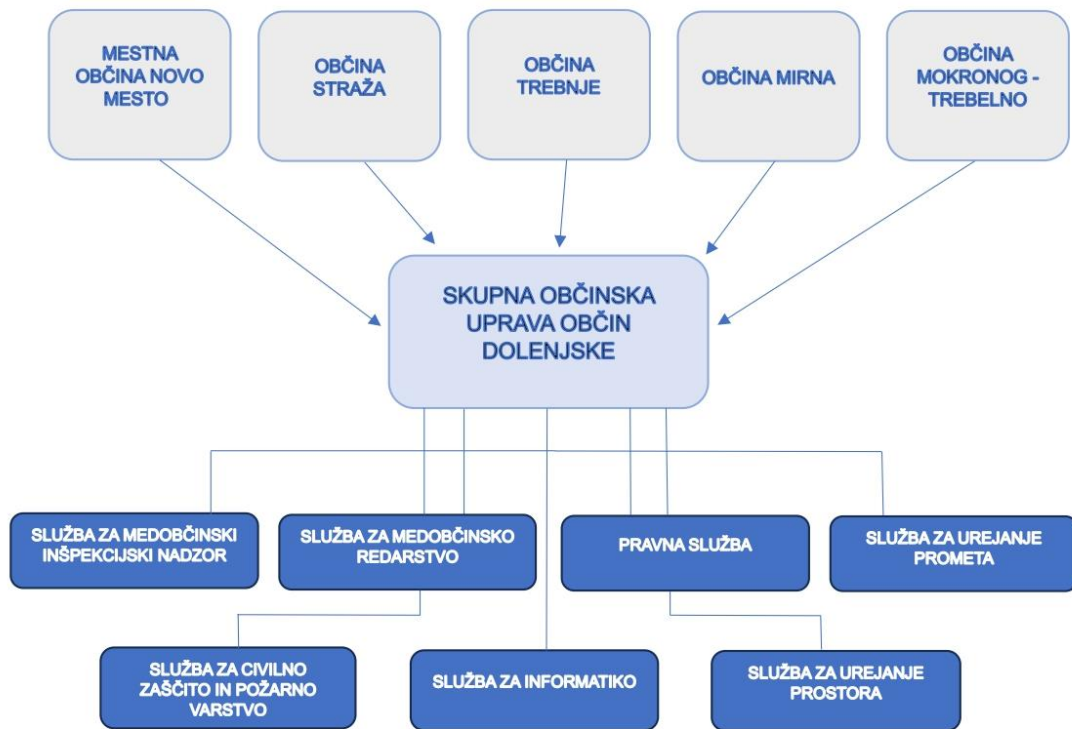 MESTNA
OBČINA NOVO
MESTO
OBČINA
STRAŽA
OBČINA
TREBNJE
OBČINA MIRNA
OBČINA
MOKRONOG -
TREBELNO
SKUPNA OBČINSKA
UPRAVA OBČIN
DOLENJSKE
SLUŽBA ZA MEDOBČINSKI
INŠPEKCIJSKI NADZOR
SLUŽBA ZA MEDOBČINSKO
REDARSTVO
PRAVNA SLUŽBA
SLUŽBA ZA UREJANJE
PROMETA
SLUŽBA ZA CIVILNO
ZAŠČITO IN POŽARNO
VARSTVO
SLUŽBA ZA INFORMATIKO
SLUŽBA ZA UREJANJE
PROSTORA